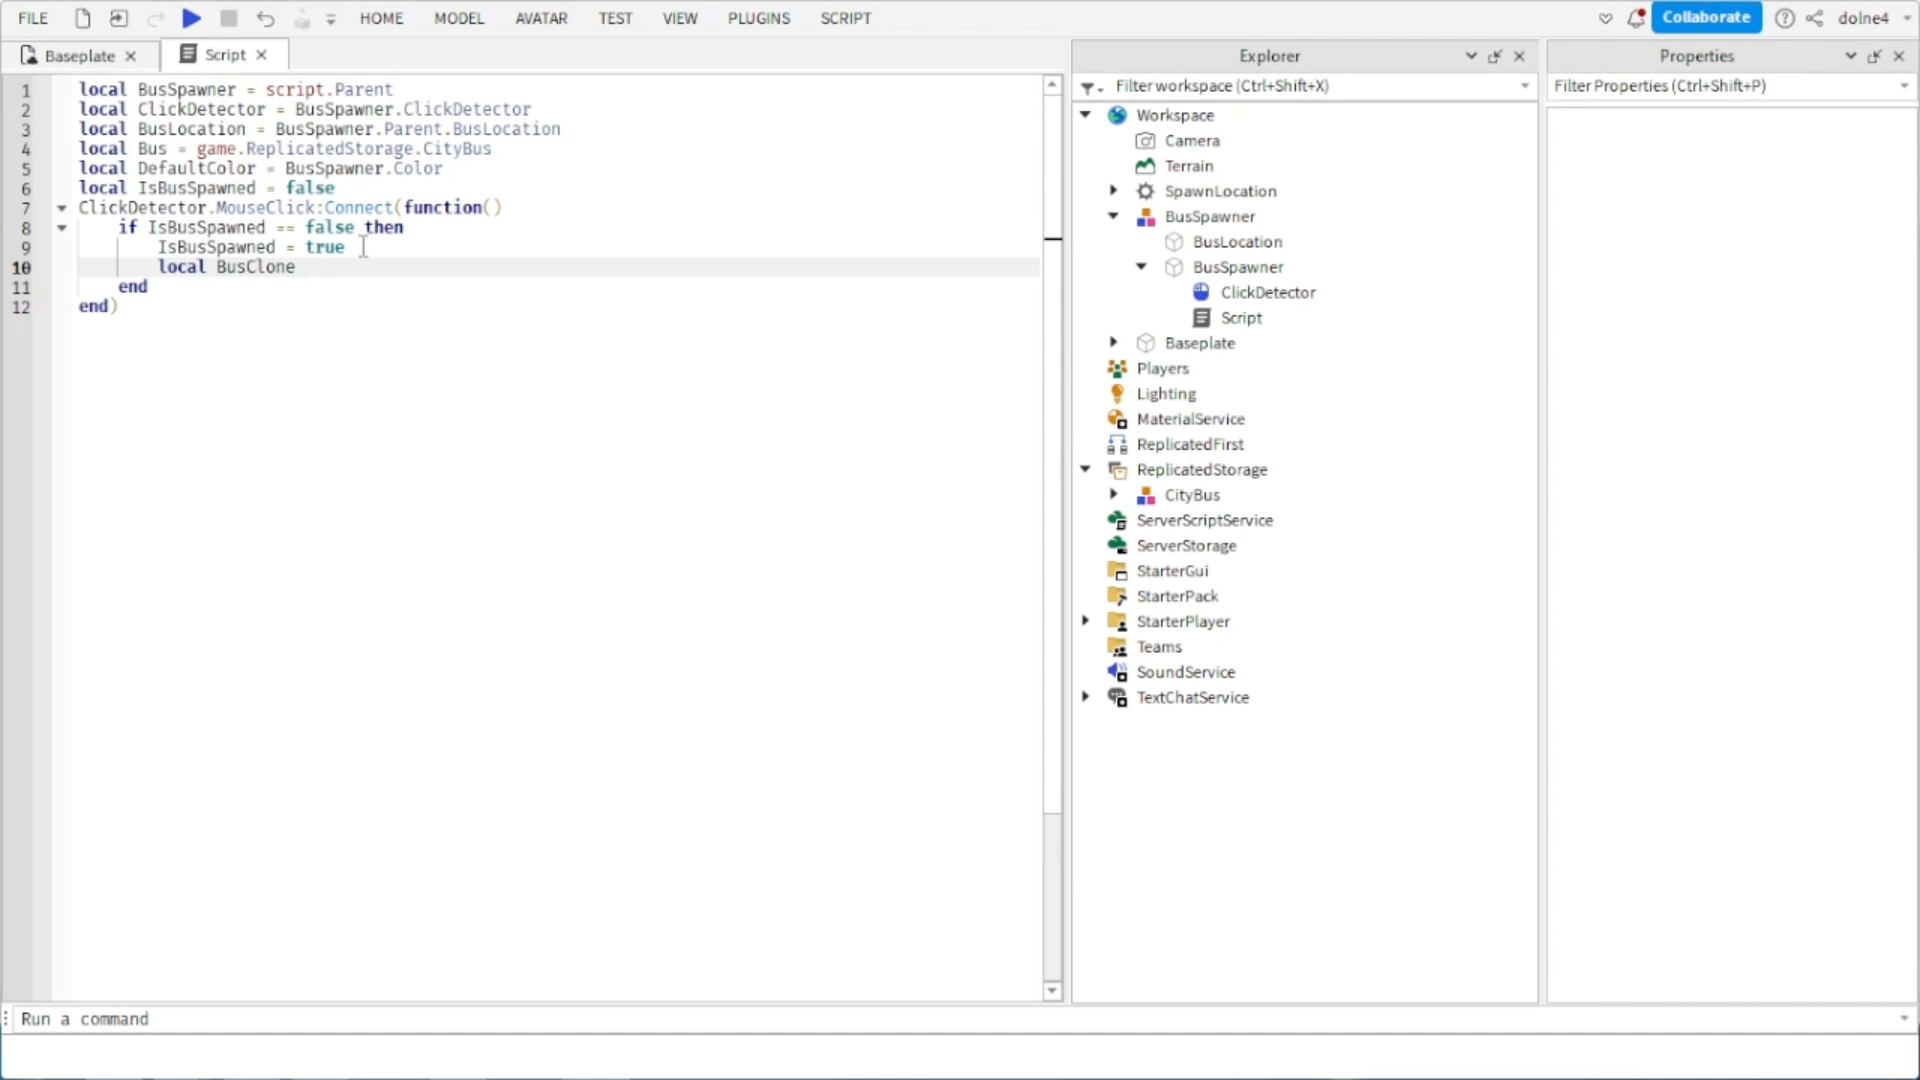 FILE HOME MODEL AVATAR TEST VIEW PLUGINS SCRIPT Collaborate dolne4
Baseplate Script
1 local BusSpawner = script.Parent
2 local ClickDetector = BusSpawner.ClickDetector
3 local BusLocation = BusSpawner.Parent.BusLocation
4 local Bus = game.ReplicatedStorage.CityBus
5 local DefaultColor = BusSpawner.Color
6 local IsBusSpawned = false
7 ClickDetector.MouseClick:Connect(function()
8 if IsBusSpawned == false then
9 IsBusSpawned = true
10 local BusClone
11 end
12 end)
Explorer
Filter workspace (Ctrl+Shift+X)
Workspace
Camera
Terrain
SpawnLocation
BusSpawner
BusLocation
BusSpawner
ClickDetector
Script
Baseplate
Players
Lighting
MaterialService
ReplicatedFirst
ReplicatedStorage
CityBus
ServerScriptService
ServerStorage
StarterGui
StarterPack
StarterPlayer
Teams
SoundService
TextChatService
Properties
Filter Properties (Ctrl+Shift+P)
Run a command